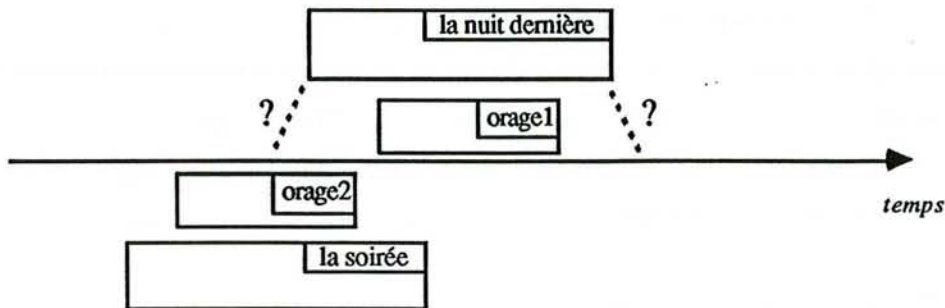 la nuit dernière
?
orage1
?
orage2
temps
la soirée